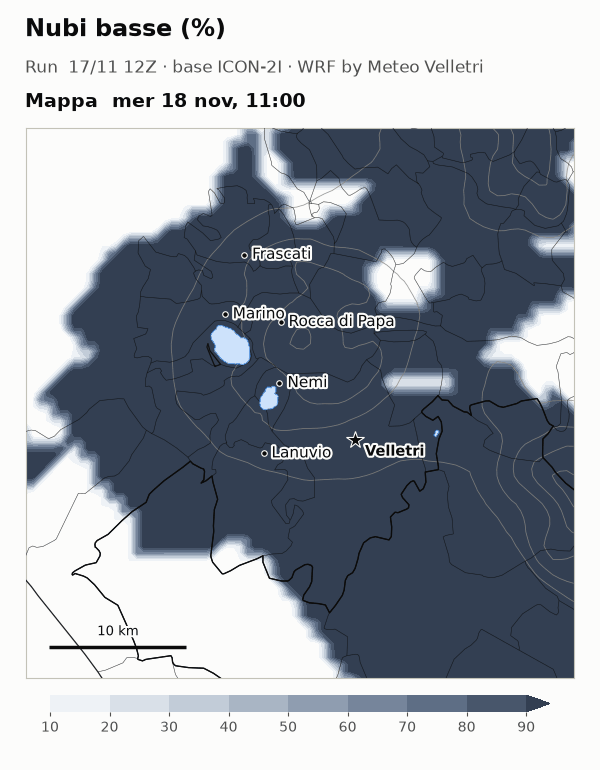 Nubi basse (%)
Run 17/11 12Z · base ICON-2I · WRF by Meteo Velletri
Mappa mer 18 nov, 11:00
Frascati
Marino
Rocca di Papa
Nemi
Velletri
Lanuvio
10 km
10 20 30 40 50 60 70 80 90